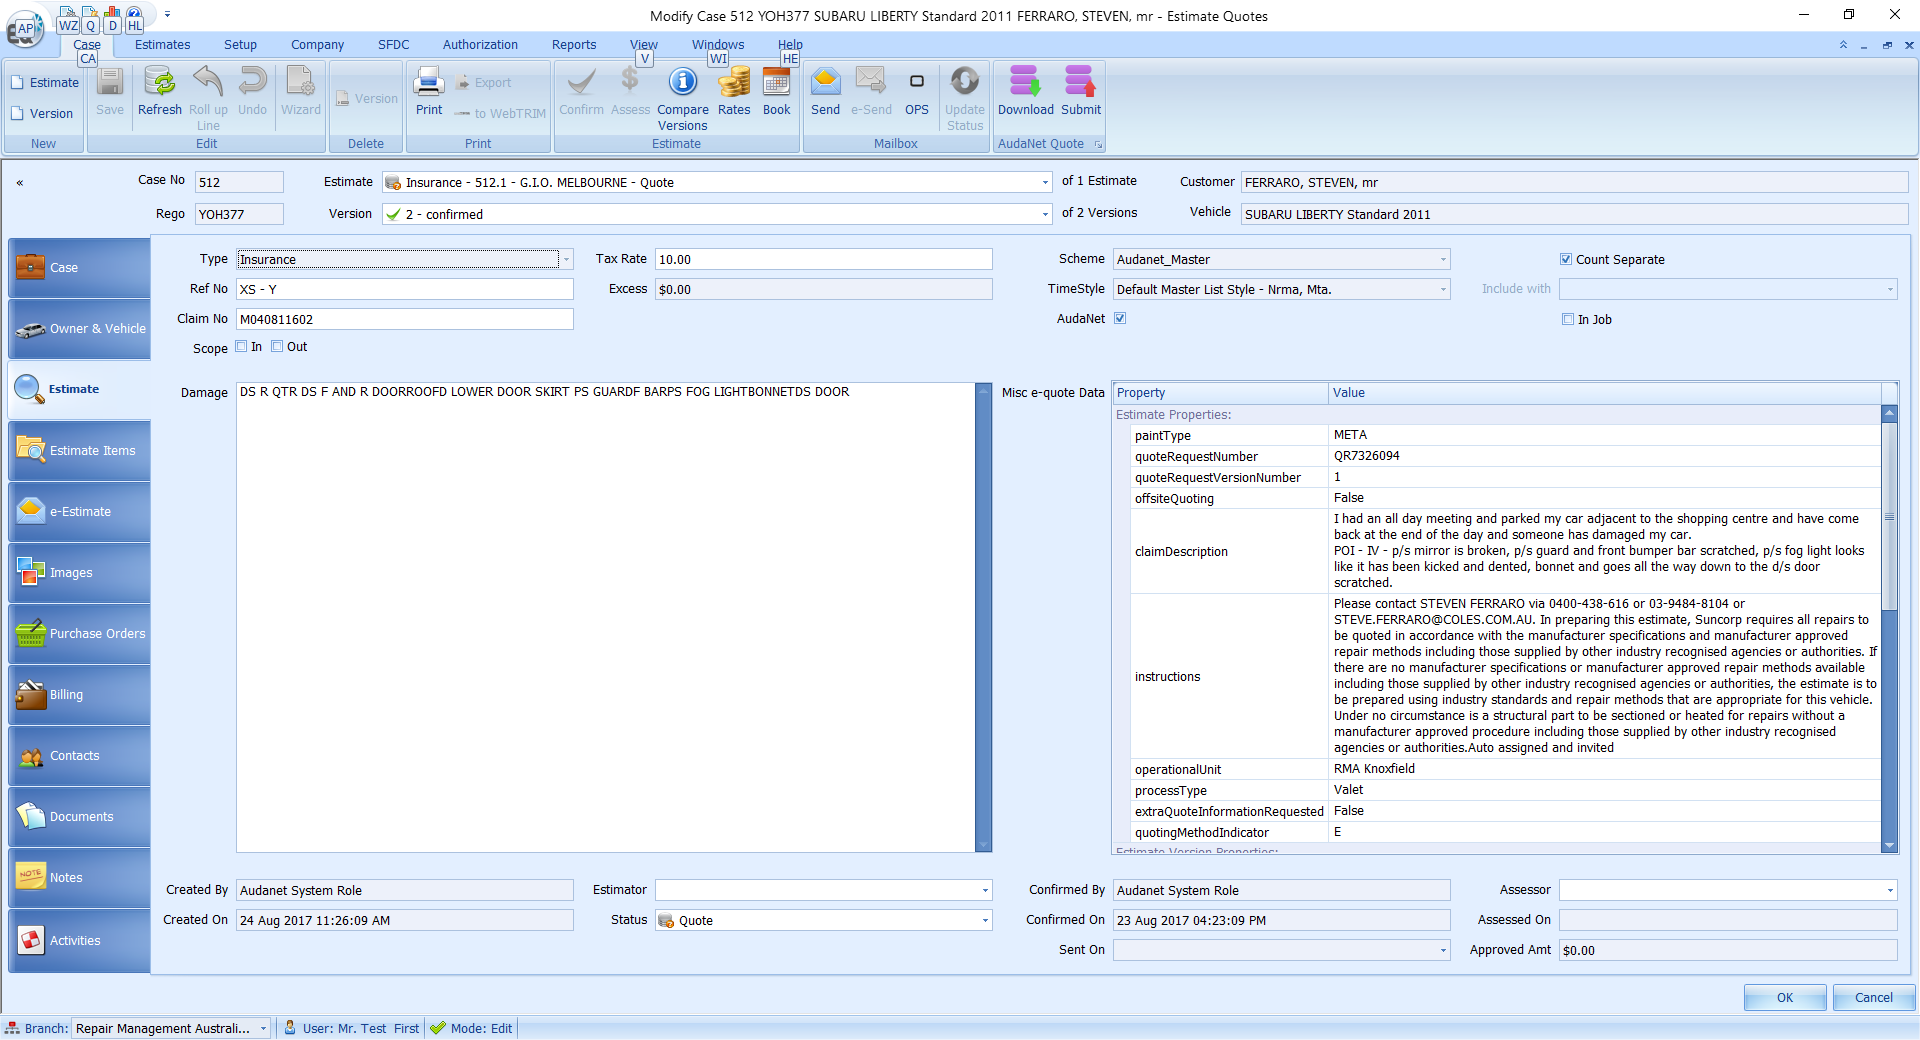 Modify Case 512 YOH377 SUBARU LIBERTY Standard 2011 FERRARO, STEVEN, mr - Estimate Quotes
AP WZ Q D HL
Case Estimates Setup Company SFDC Authorization Reports View Windows Help
CA V WI HE
Estimate
Version
New
Save Refresh Roll up Line Undo Wizard
Edit
Version
Delete
Print Export
to WebTRIM
Print
Confirm Assess Compare Versions Rates Book
Estimate
Send e-Send OPS Update Status
Mailbox
Download Submit
AudaNet Quote
«
Case No 512 Estimate Insurance - 512.1 - G.I.O. MELBOURNE - Quote of 1 Estimate Customer FERRARO, STEVEN, mr
Rego YOH377 Version 2 - confirmed of 2 Versions Vehicle SUBARU LIBERTY Standard 2011
Case
Owner & Vehicle
Estimate
Estimate Items
e-Estimate
Images
Purchase Orders
Billing
Contacts
Documents
NOTE
Notes
Activities
Type Insurance Tax Rate 10.00 Scheme Audanet_Master Count Separate
Ref No XS - Y Excess $0.00 TimeStyle Default Master List Style - Nrma, Mta. Include with
Claim No M040811602 AudaNet In Job
Scope In Out
Damage DS R QTR DS F AND R DOORROOFD LOWER DOOR SKIRT PS GUARDF BARPS FOG LIGHTBONNETDS DOOR
Misc e-quote Data Property Value
Estimate Properties:
paintType META
quoteRequestNumber QR7326094
quoteRequestVersionNumber 1
offsiteQuoting False
claimDescription
I had an all day meeting and parked my car adjacent to the shopping centre and have come
back at the end of the day and someone has damaged my car.
POI - IV - p/s mirror is broken, p/s guard and front bumper bar scratched, p/s fog light looks
like it has been kicked and dented, bonnet and goes all the way down to the d/s door
scratched.
instructions
Please contact STEVEN FERRARO via 0400-438-616 or 03-9484-8104 or
STEVE.FERRARO@COLES.COM.AU. In preparing this estimate, Suncorp requires all repairs to
be quoted in accordance with the manufacturer specifications and manufacturer approved
repair methods including those supplied by other industry recognised agencies or authorities. If
there are no manufacturer specifications or manufacturer approved repair methods available
including those supplied by other industry recognised agencies or authorities, the estimate is to
be prepared using industry standards and repair methods that are appropriate for this vehicle.
Under no circumstance is a structural part to be sectioned or heated for repairs without a
manufacturer approved procedure including those supplied by other industry recognised
agencies or authorities.Auto assigned and invited
operationalUnit RMA Knoxfield
processType Valet
extraQuoteInformationRequested False
quotingMethodIndicator E
Estimate Version Properties:
Created By Audanet System Role Estimator Confirmed By Audanet System Role Assessor
Created On 24 Aug 2017 11:26:09 AM Status Quote Confirmed On 23 Aug 2017 04:23:09 PM Assessed On
Sent On Approved Amt $0.00
OK Cancel
Branch: Repair Management Australi... User: Mr. Test First Mode: Edit